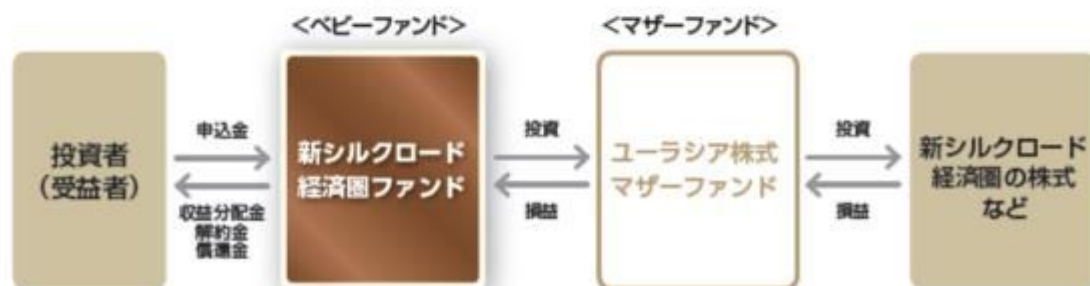 <ベビーファンド>
<マザーファンド>
投資者
(受益者)
申込金
収益分配金
解約金
償還金
新シルクロード
経済圏ファンド
投資
損益
ユーラシア株式
マザーファンド
投資
損益
新シルクロード
経済圏の株式
など